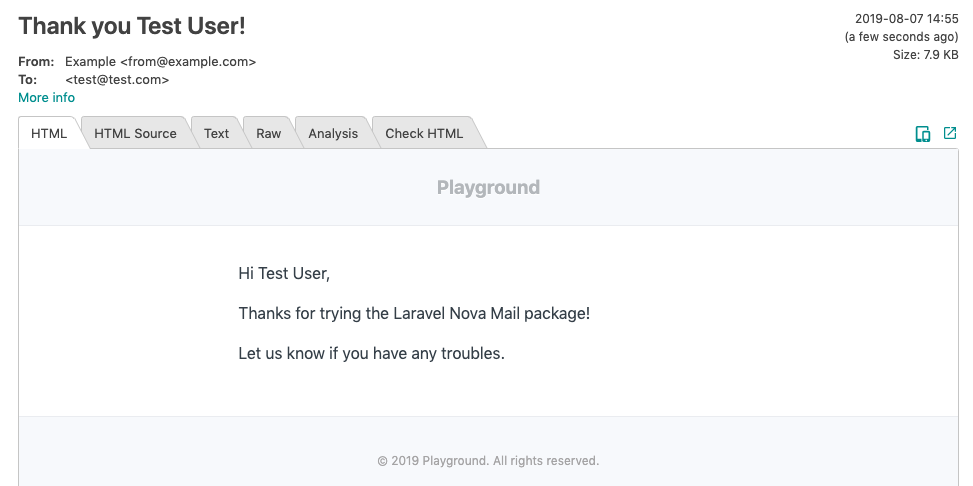 Thank you Test User!
2019-08-07 14:55
(a few seconds ago)
Size: 7.9 KB
From: Example <from@example.com>
To: <test@test.com>
More info
HTML HTML Source Text Raw Analysis Check HTML
Playground
Hi Test User,
Thanks for trying the Laravel Nova Mail package!
Let us know if you have any troubles.
© 2019 Playground. All rights reserved.